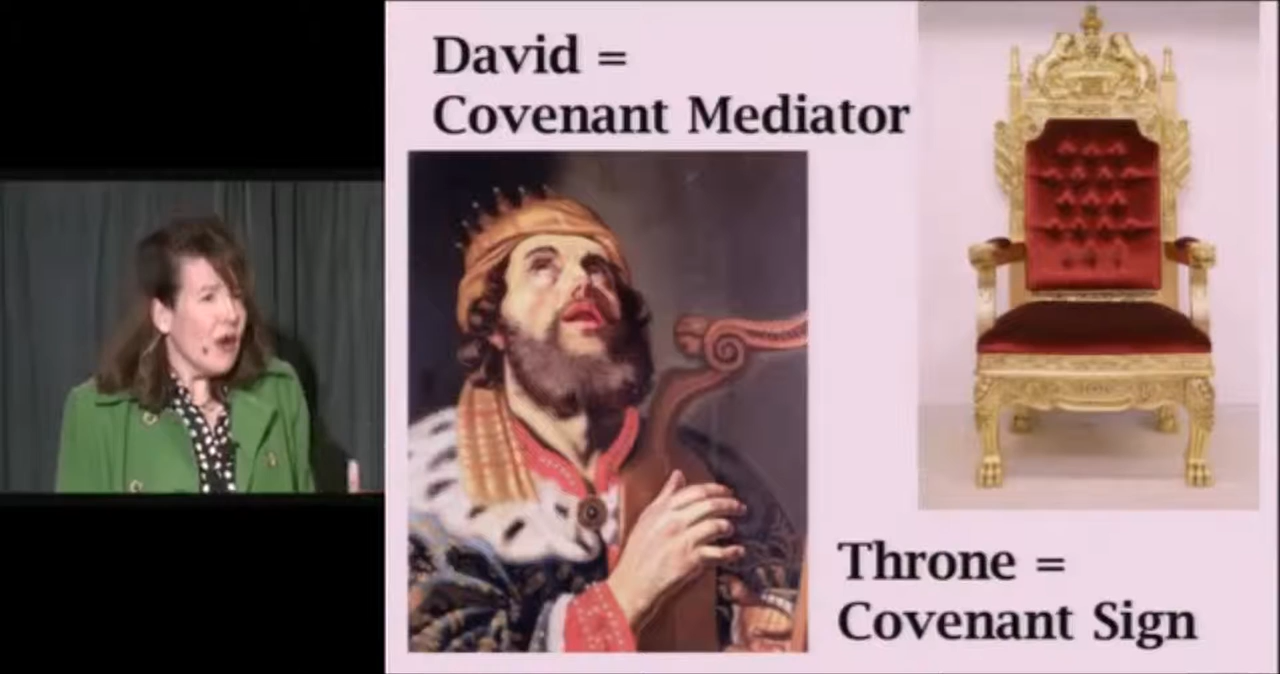 David =
Covenant Mediator
Throne =
Covenant Sign